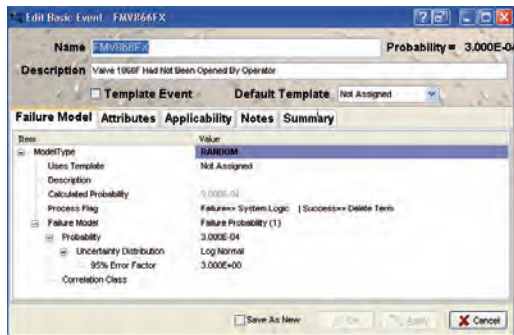 Edit Basic Event - FMV866FX
Name FMV866FX Probability = 3.000E-04
Description Valve 1866F Had Not Been Opened By Operator
Template Event Default Template Not Assigned
Failure Model Attributes Applicability Notes Summary
Item Value
ModelType RANDOM
Uses Template Not Assigned
Description
Calculated Probability 3.000E-04
Process Flag Failure=> System Logic | Success=> Delete Term
Failure Model Failure Probability (1)
Probability 3.000E-04
Uncertainty Distribution Log Normal
95% Error Factor 3.000E+00
Correlation Class
Save As New Ok Apply Cancel